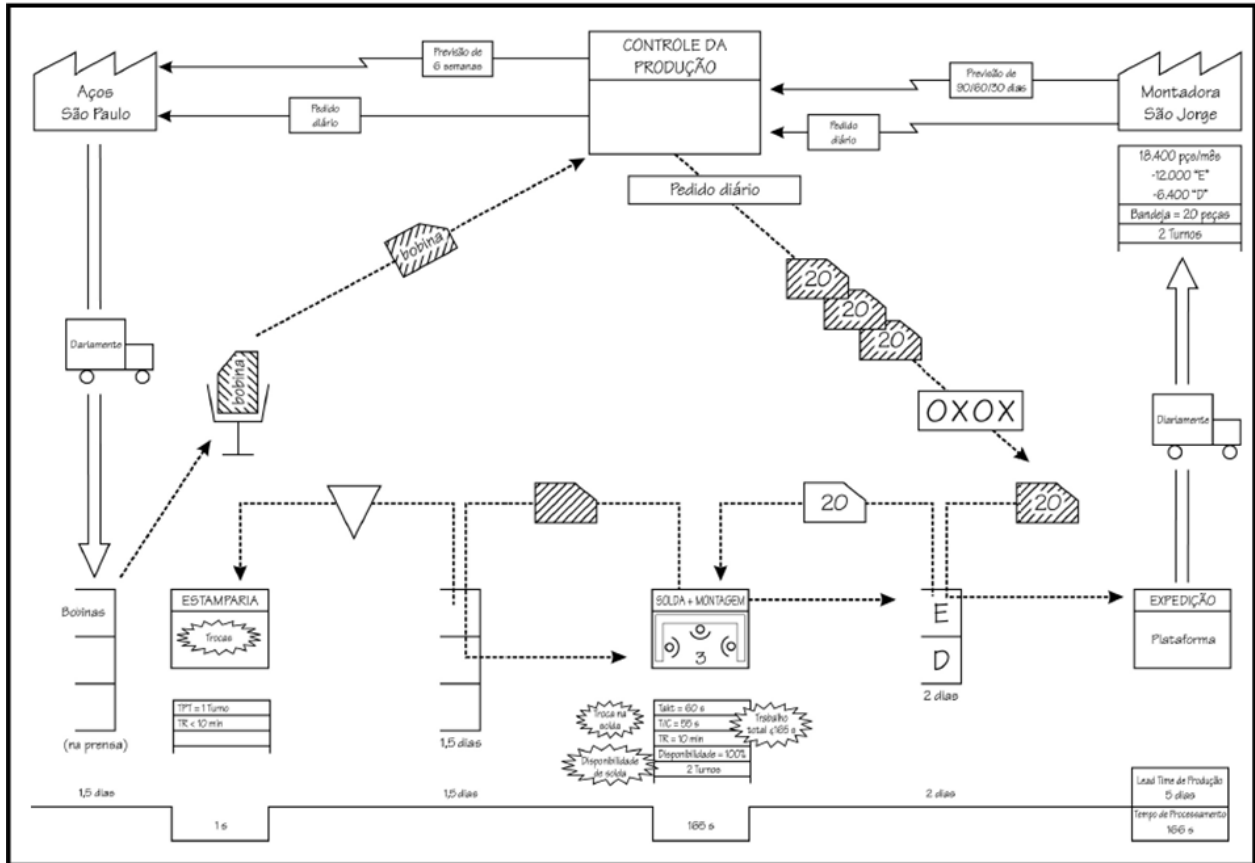 Previsão de
6 semanas
CONTROLE DA
PRODUÇÃO
Previsão de
90/60/30 dias
Aços
São Paulo
Montadora
São Jorge
Pedido
diário
Pedido
diário
18.400 pçs/mês
-12.000 "E"
-6.400 "D"
Bandeja = 20 peças
2 Turnos
Pedido diário
bobina
20
20
20
Diariamente
bobina
OXOX
Diariamente
20
20
Bobinas
ESTAMPARIA
Trocas
SOLDA + MONTAGEM
3
E
D
EXPEDIÇÃO
Plataforma
2 dias
(na prensa)
TPT = 1 Turno
TR < 10 min
1,5 dias
Troca na
solda
Disponibilidade
de solda
Takt = 60 s
T/C = 55 s
TR = 10 min
Disponibilidade = 100%
2 Turnos
Trabalho
total ≤165 s
1,5 dias
1 s
1,5 dias
165 s
2 dias
Lead Time de Produção
5 dias
Tempo de Processamento
166 s